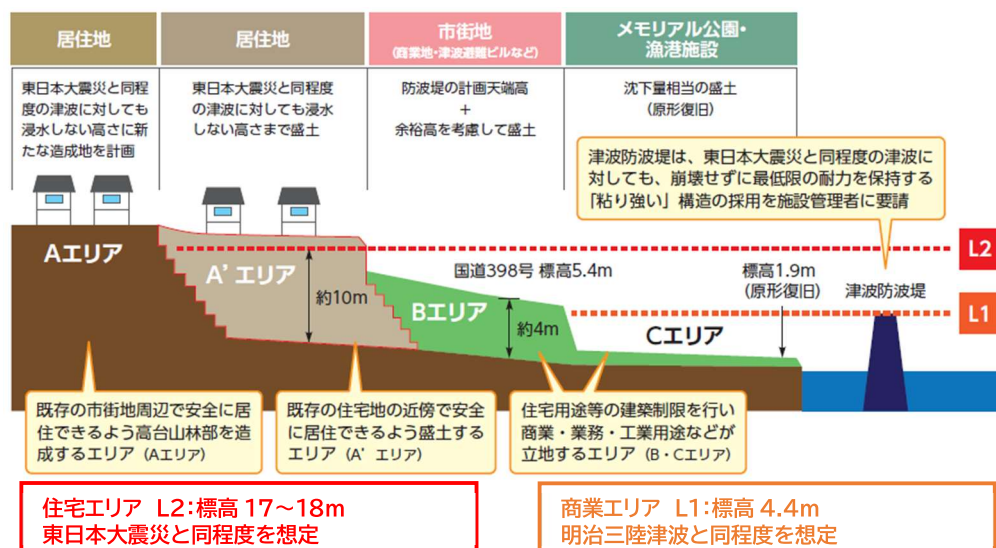 居住地
居住地
市街地
(商業地・津波避難ビルなど)
メモリアル公園・
漁港施設
東日本大震災と同程
度の津波に対しても
浸水しない高さに新
たな造成地を計画
東日本大震災と同程度
の津波に対しても浸水
しない高さまで盛土
防波堤の計画天端高
+
余裕高を考慮して盛土
沈下量相当の盛土
(原形復旧)
津波防波堤は、東日本大震災と同程度の津波に
対しても、崩壊せずに最低限の耐力を保持する
「粘り強い」構造の採用を施設管理者に要請
Aエリア
A’エリア
約10m
国道398号 標高5.4m
Bエリア
約4m
標高1.9m
(原形復旧)
津波防波堤
Cエリア
L2
L1
既存の市街地周辺で安全に居
住できるよう高台山林部を造
成するエリア(Aエリア)
既存の住宅地の近傍で安全
に居住できるよう盛土する
エリア(A’エリア)
住宅用途等の建築制限を行い
商業・業務・工業用途などが
立地するエリア(B・Cエリア)
住宅エリア L2:標高 17~18m
東日本大震災と同程度を想定
商業エリア L1:標高 4.4m
明治三陸津波と同程度を想定